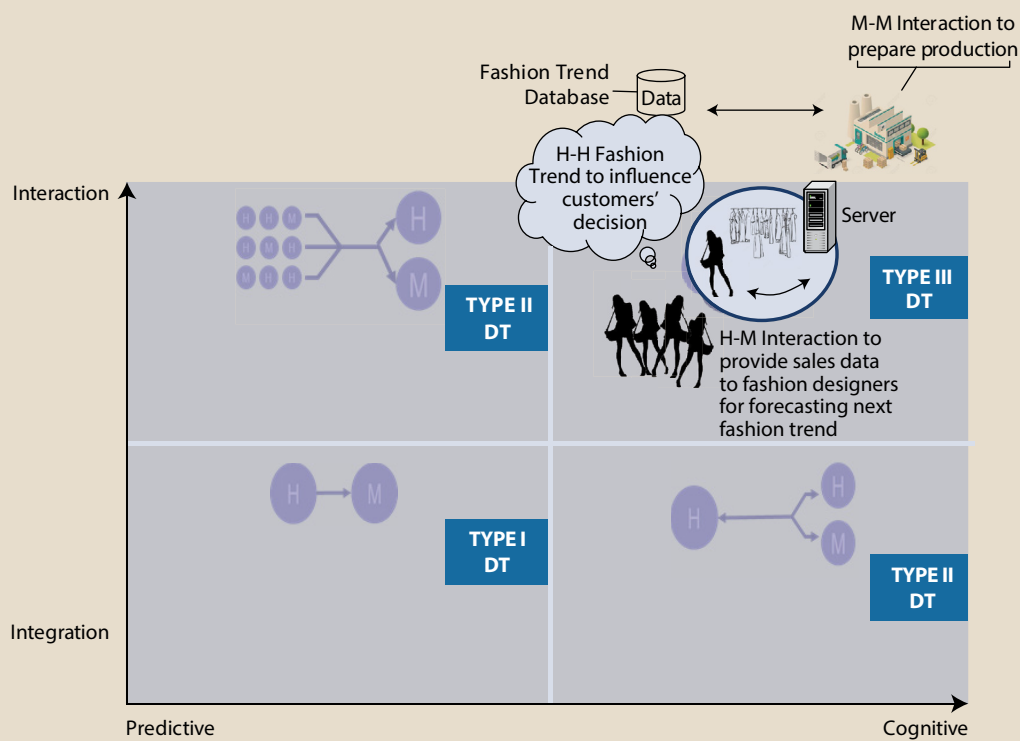 M-M Interaction to
prepare production
Fashion Trend
Database
Data
H-H Fashion
Trend to influence
customers’
decision
Interaction
Server
H H M
H M H
M H H
H
M
TYPE II
DT
TYPE III
DT
H-M Interaction to
provide sales data
to fashion designers
for forecasting next
fashion trend
H
M
TYPE I
DT
H
H
M
TYPE II
DT
Integration
Predictive
Cognitive